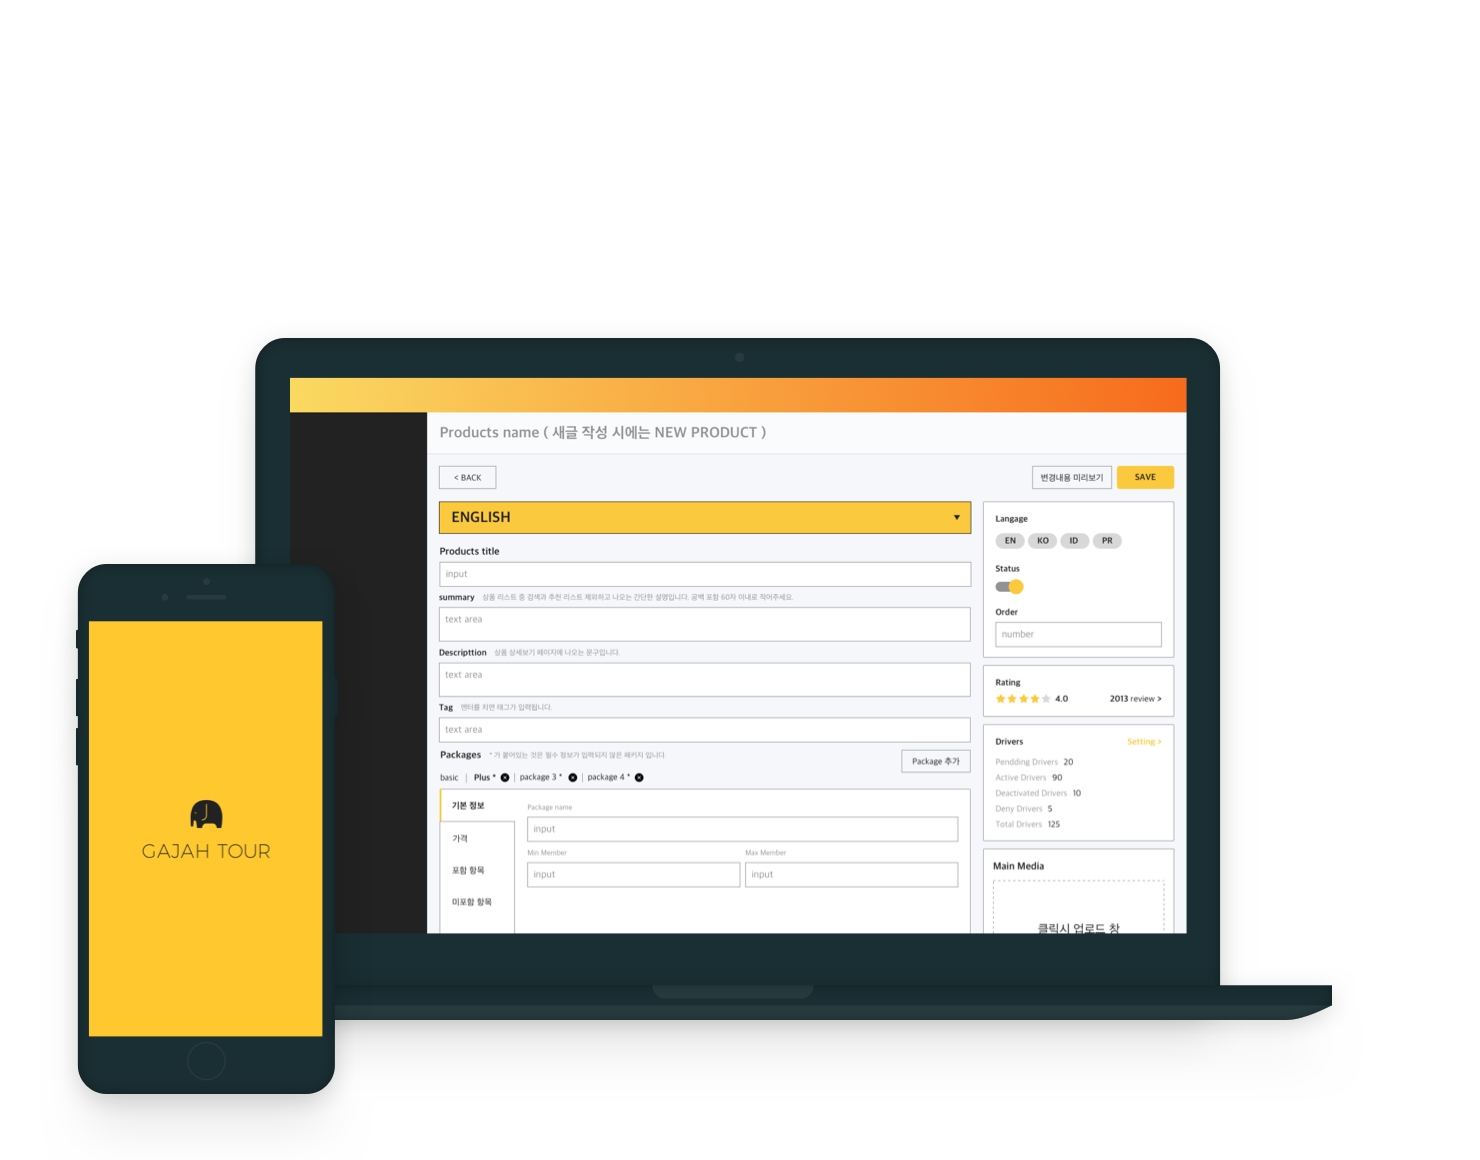 Products name ( 새글 작성 시에는 NEW PRODUCT )
< BACK
변경내용 미리보기
SAVE
ENGLISH
Products title
input
summary 상품 리스트 중 검색과 추천 리스트 제외하고 나오는 간단한 설명입니다. 공백 포함 60자 이내로 적어주세요.
text area
Descripttion 상품 상세보기 페이지에 나오는 문구입니다.
text area
Tag 엔터를 치면 태그가 입력됩니다.
text area
Packages * 가 붙어있는 것은 필수 정보가 입력되지 않은 패키지 입니다.
Package 추가
basic | Plus * | package 3 * | package 4 *
기본 정보
가격
포함 항목
미포함 항목
Package name
input
Min Member
Max Member
input
input
Langage
EN KO ID PR
Status
Order
number
Rating
4.0 2013 review >
Drivers Setting >
Pendding Drivers 20
Active Drivers 90
Deactivated Drivers 10
Deny Drivers 5
Total Drivers 125
Main Media
클릭시 업로드 창
GAJAH TOUR